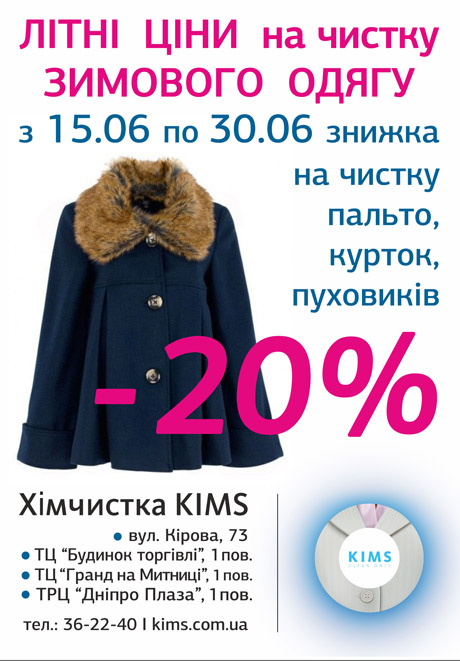 ЛІТНІ ЦІНИ на чистку
ЗИМОВОГО ОДЯГУ
з 15.06 по 30.06 знижка
на чистку
пальто,
курток,
пуховиків
-20%
Хімчистка KIMS
• вул. Кірова, 73
• ТЦ "Будинок торгівлі", 1 пов.
• ТЦ "Гранд на Митниці", 1 пов.
• ТРЦ "Дніпро Плаза", 1 пов.
тел.: 36-22-40 I kims.com.ua
KIMS